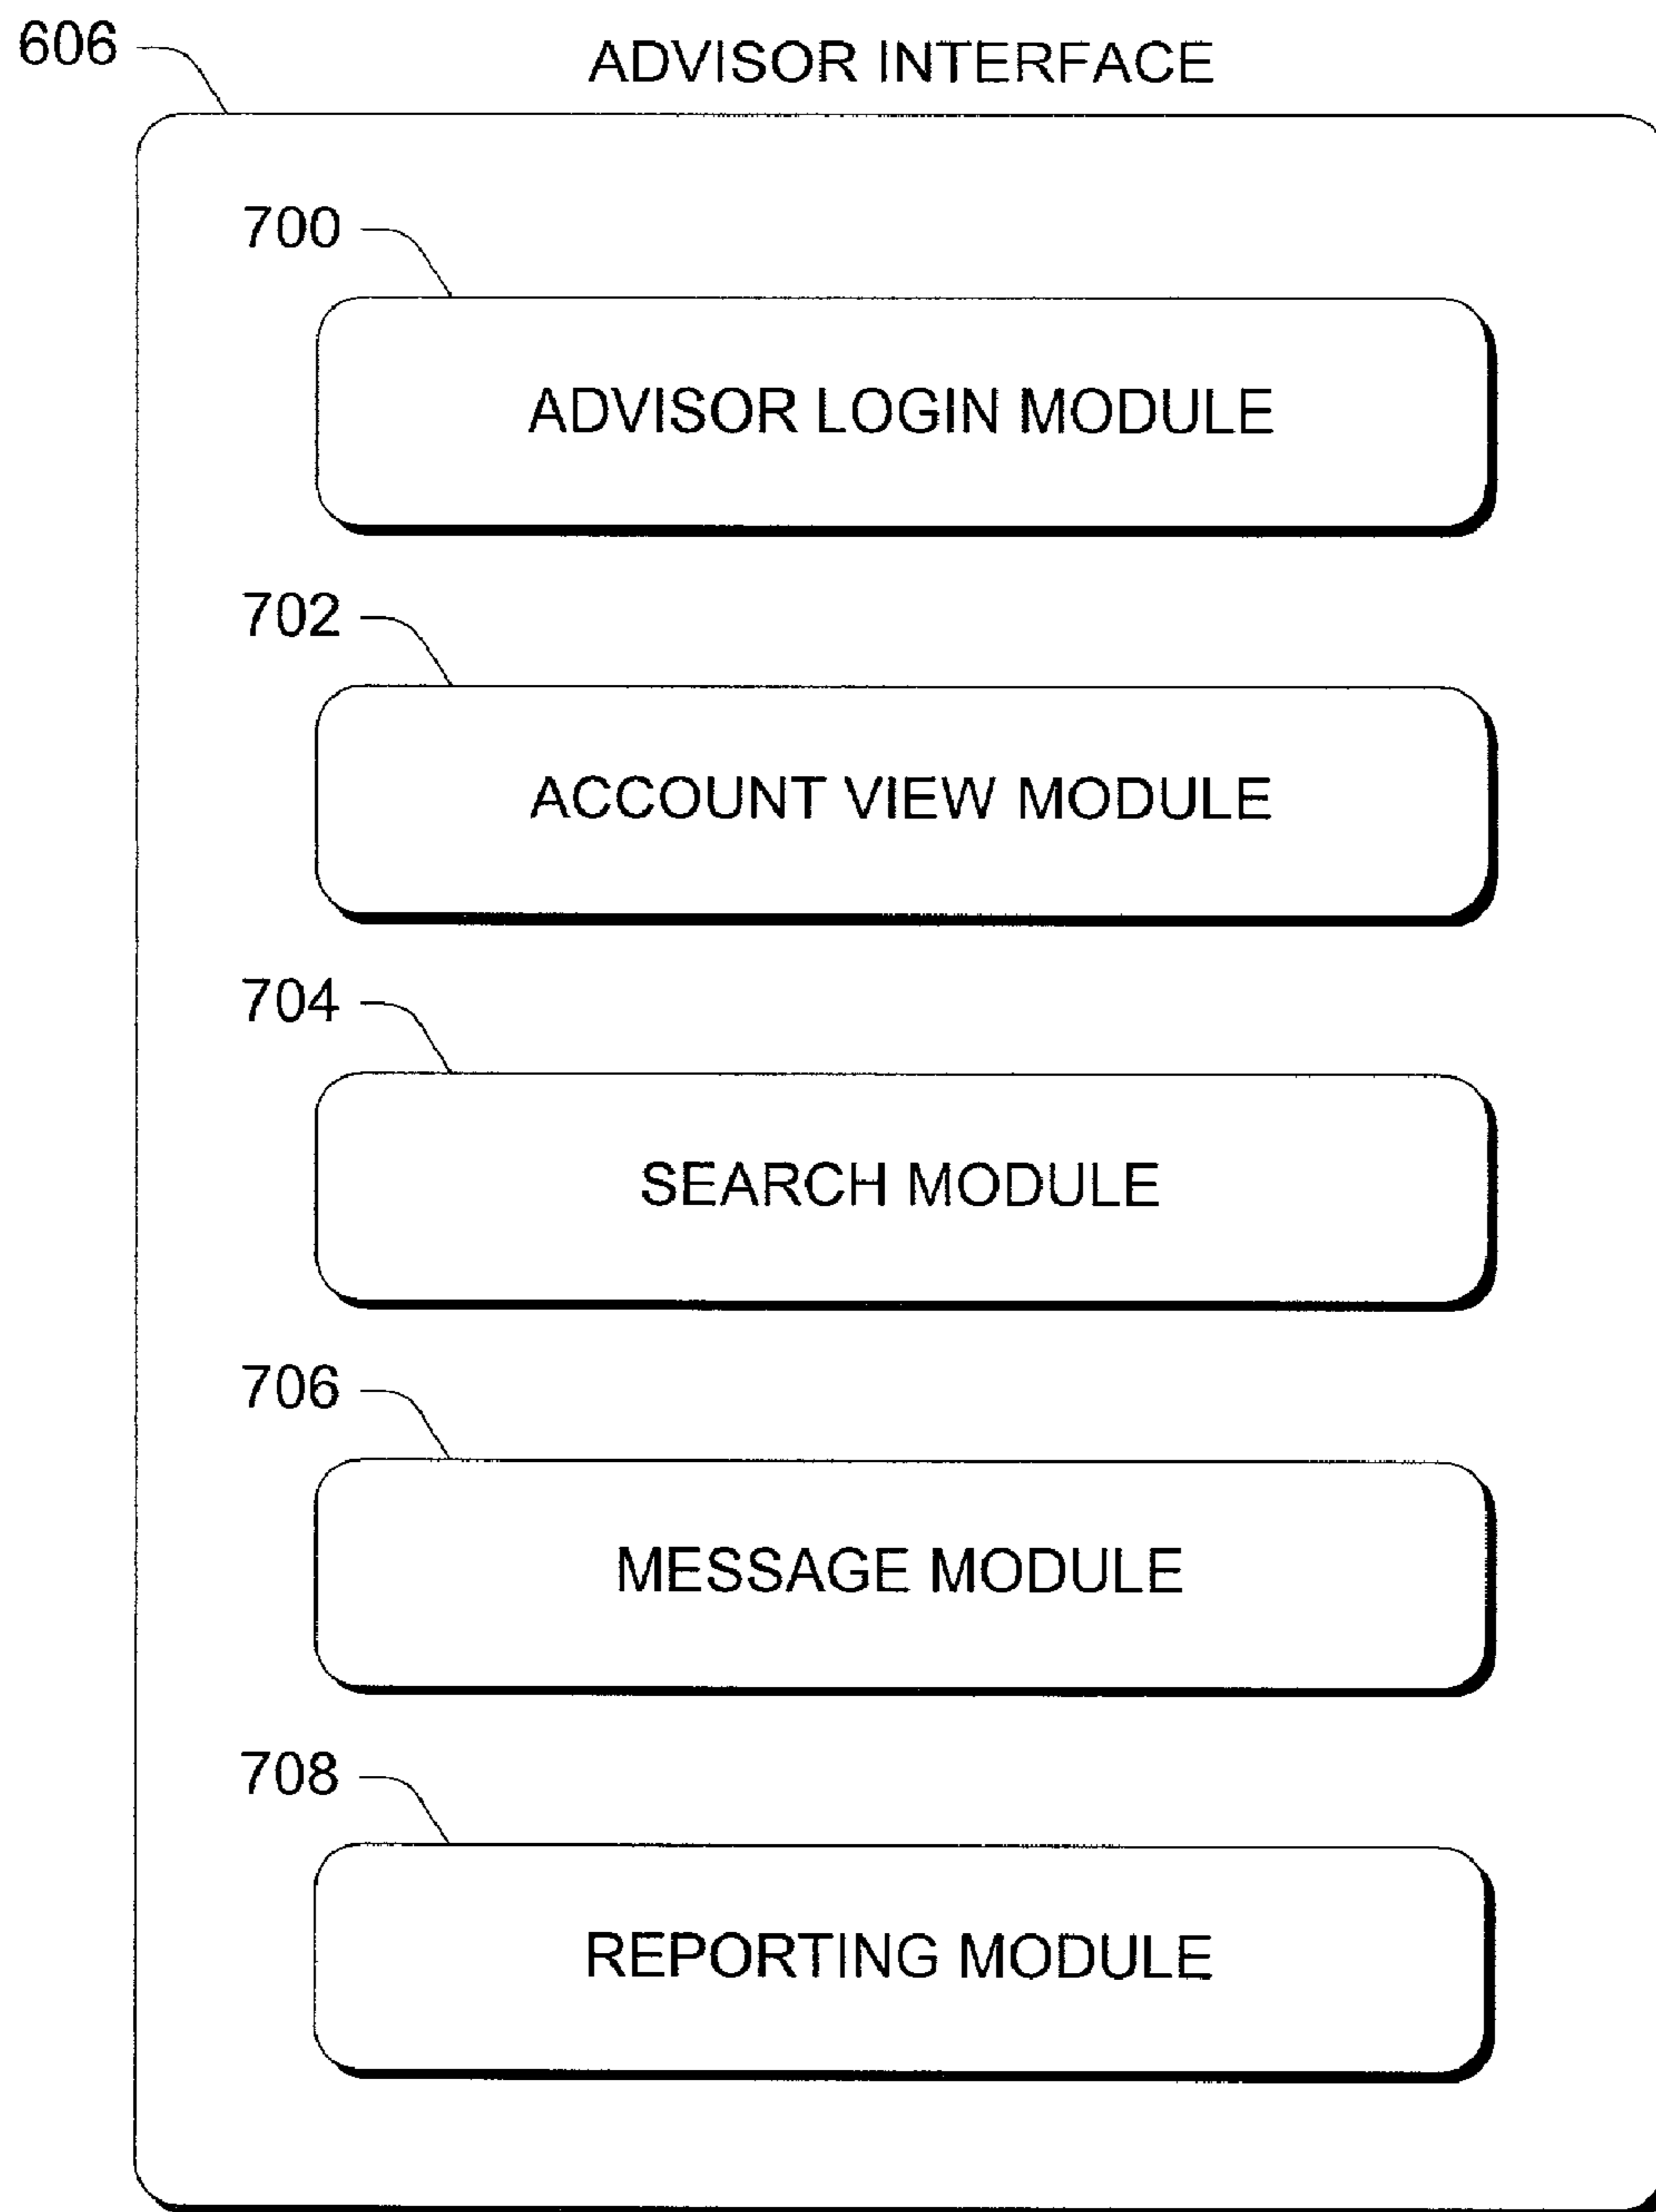 606
ADVISOR INTERFACE
700
ADVISOR LOGIN MODULE
702
ACCOUNT VIEW MODULE
704
SEARCH MODULE
706
MESSAGE MODULE
708
REPORTING MODULE